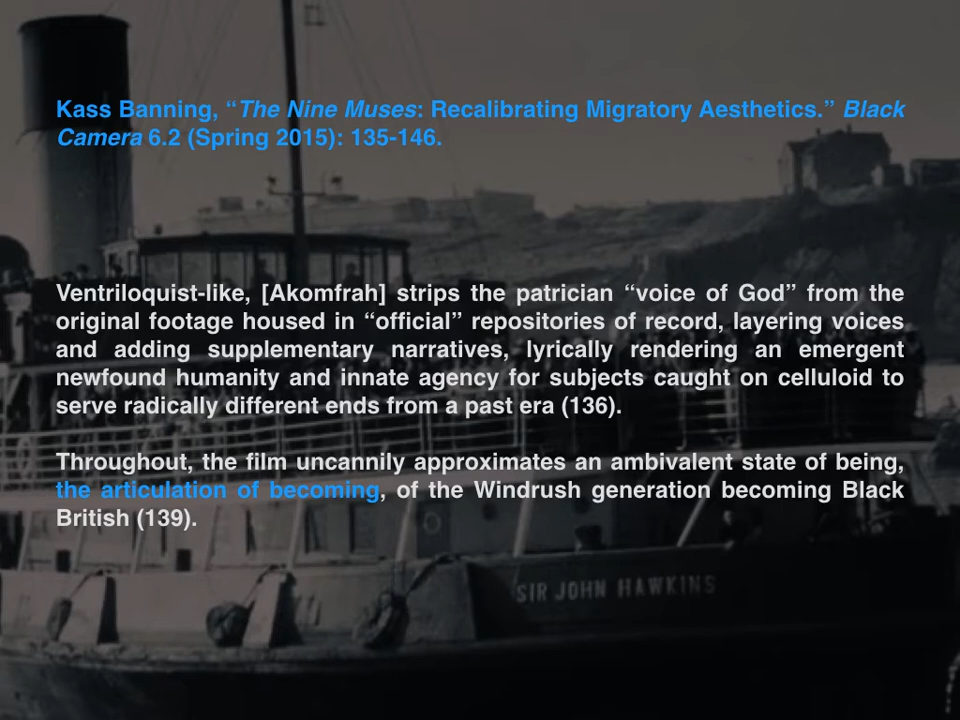 Kass Banning, “The Nine Muses: Recalibrating Migratory Aesthetics.” Black
Camera 6.2 (Spring 2015): 135-146.
Ventriloquist-like, [Akomfrah] strips the patrician “voice of God” from the
original footage housed in “official” repositories of record, layering voices
and adding supplementary narratives, lyrically rendering an emergent
newfound humanity and innate agency for subjects caught on celluloid to
serve radically different ends from a past era (136).
Throughout, the film uncannily approximates an ambivalent state of being,
the articulation of becoming, of the Windrush generation becoming Black
British (139).
SIR JOHN HAWKINS